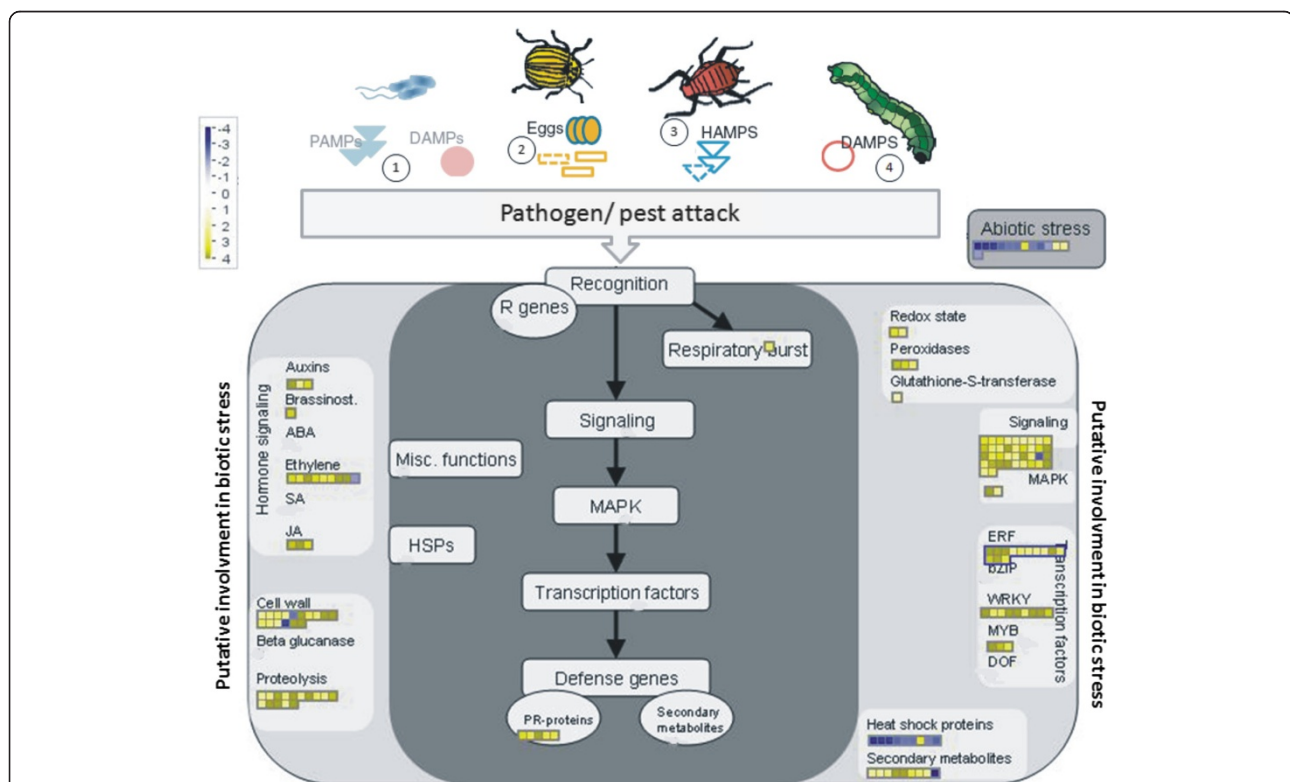 Eggs
HAMPS
PAMPs
DAMPs
DAMPS
1
2
3
4
-4
-3
-2
-1
0
1
2
3
4
Pathogen/ pest attack
Abiotic stress
Recognition
R genes
Respiratory burst
Signaling
Misc. functions
MAPK
HSPs
Transcription factors
Defense genes
PR-proteins
Secondary
metabolites
Putative involvment in biotic stress
Hormone signaling
Auxins
Brassinost.
ABA
Ethylene
SA
JA
Cell wall
Beta glucanase
Proteolysis
Redox state
Peroxidases
Glutathione-S-transferase
Signaling
MAPK
ERF
bZIP
WRKY
MYB
DOF
Transcription factors
Putative involvment in biotic stress
Heat shock proteins
Secondary metabolites